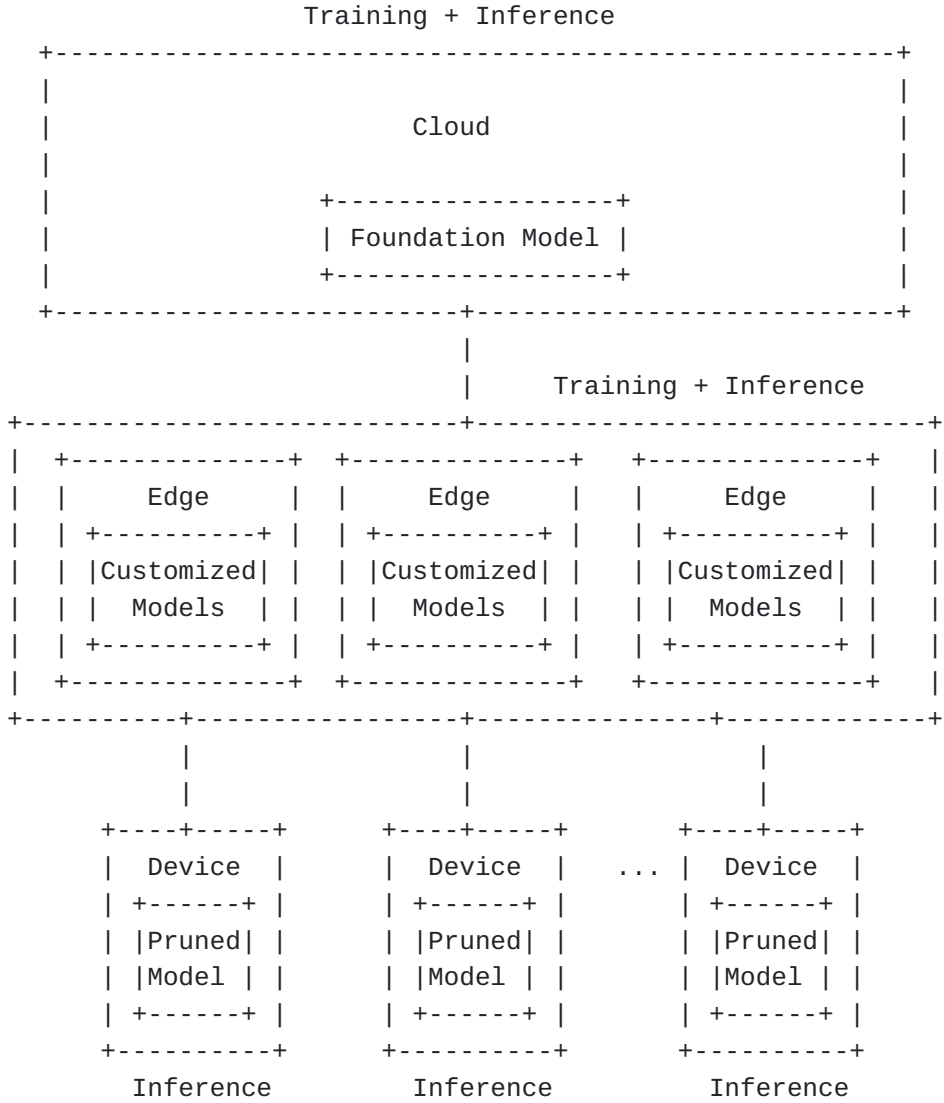 Training + Inference
Cloud
Foundation Model
Training + Inference
Edge Edge Edge
Customized Customized Customized
Models Models Models
Device Device ... Device
Pruned Pruned Pruned
Model Model Model
Inference Inference Inference